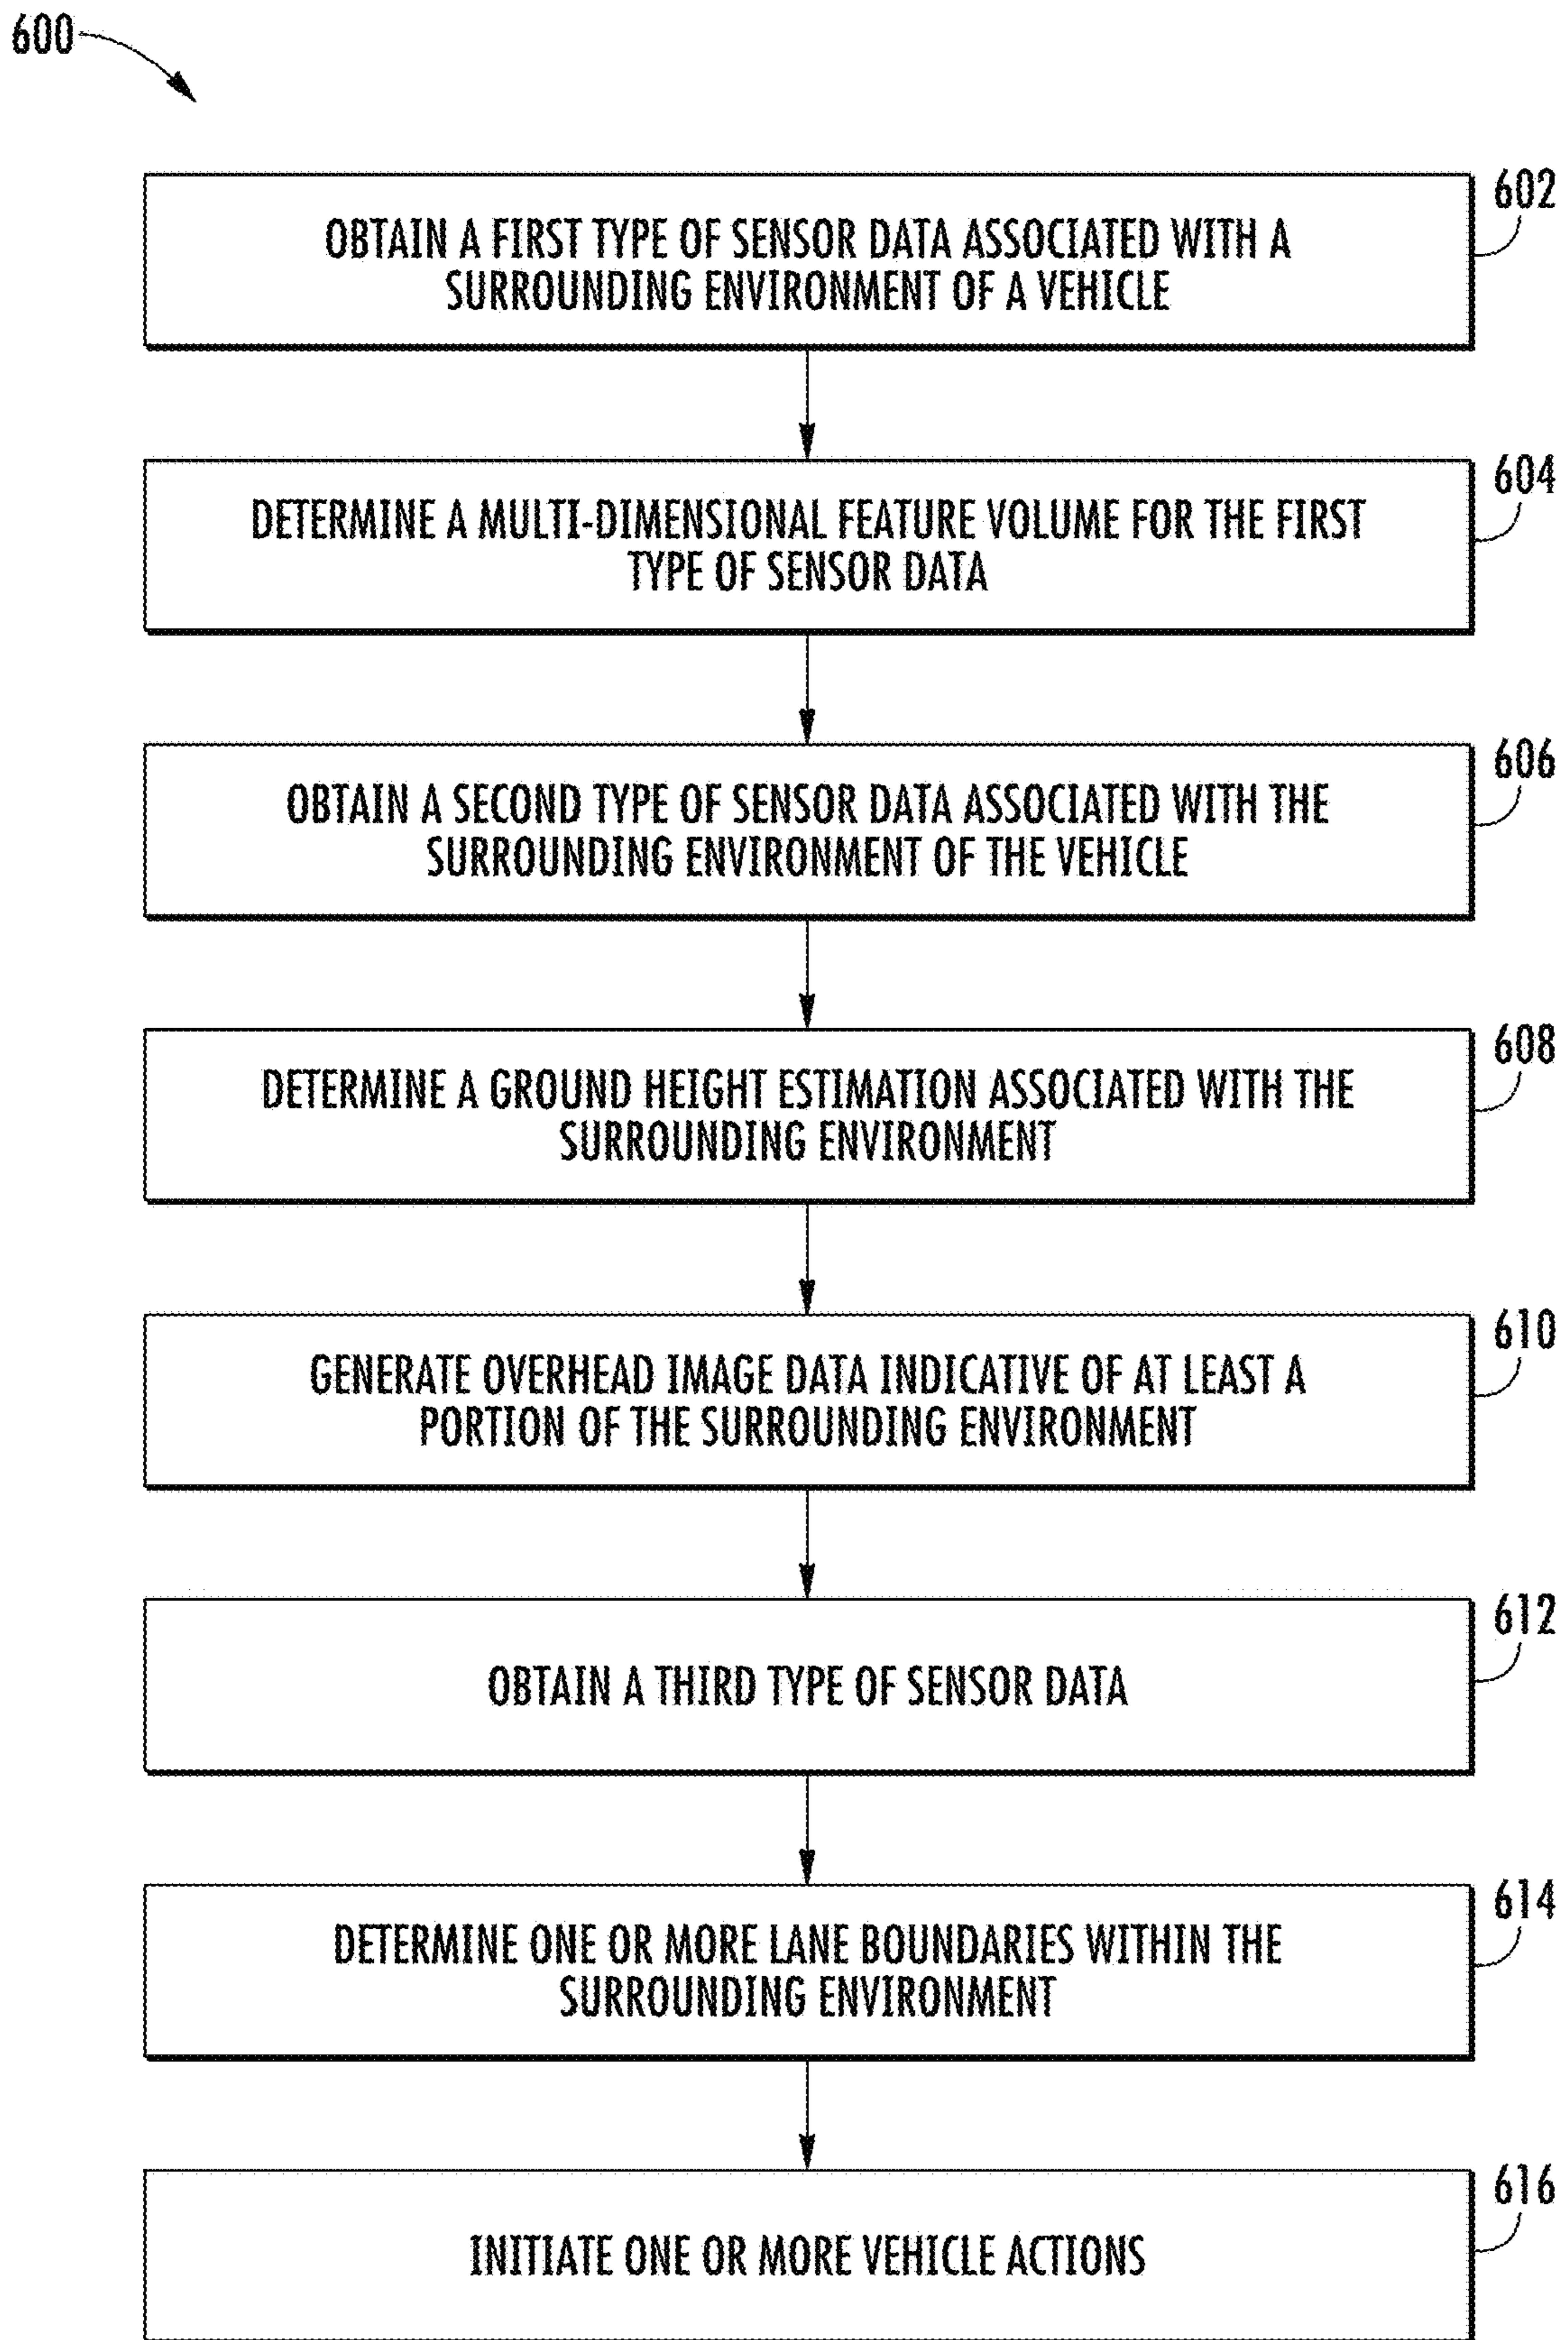 600
602
OBTAIN A FIRST TYPE OF SENSOR DATA ASSOCIATED WITH A
SURROUNDING ENVIRONMENT OF A VEHICLE
604
DETERMINE A MULTI-DIMENSIONAL FEATURE VOLUME FOR THE FIRST
TYPE OF SENSOR DATA
606
OBTAIN A SECOND TYPE OF SENSOR DATA ASSOCIATED WITH THE
SURROUNDING ENVIRONMENT OF THE VEHICLE
608
DETERMINE A GROUND HEIGHT ESTIMATION ASSOCIATED WITH THE
SURROUNDING ENVIRONMENT
610
GENERATE OVERHEAD IMAGE DATA INDICATIVE OF AT LEAST A
PORTION OF THE SURROUNDING ENVIRONMENT
612
OBTAIN A THIRD TYPE OF SENSOR DATA
614
DETERMINE ONE OR MORE LANE BOUNDARIES WITHIN THE
SURROUNDING ENVIRONMENT
616
INITIATE ONE OR MORE VEHICLE ACTIONS